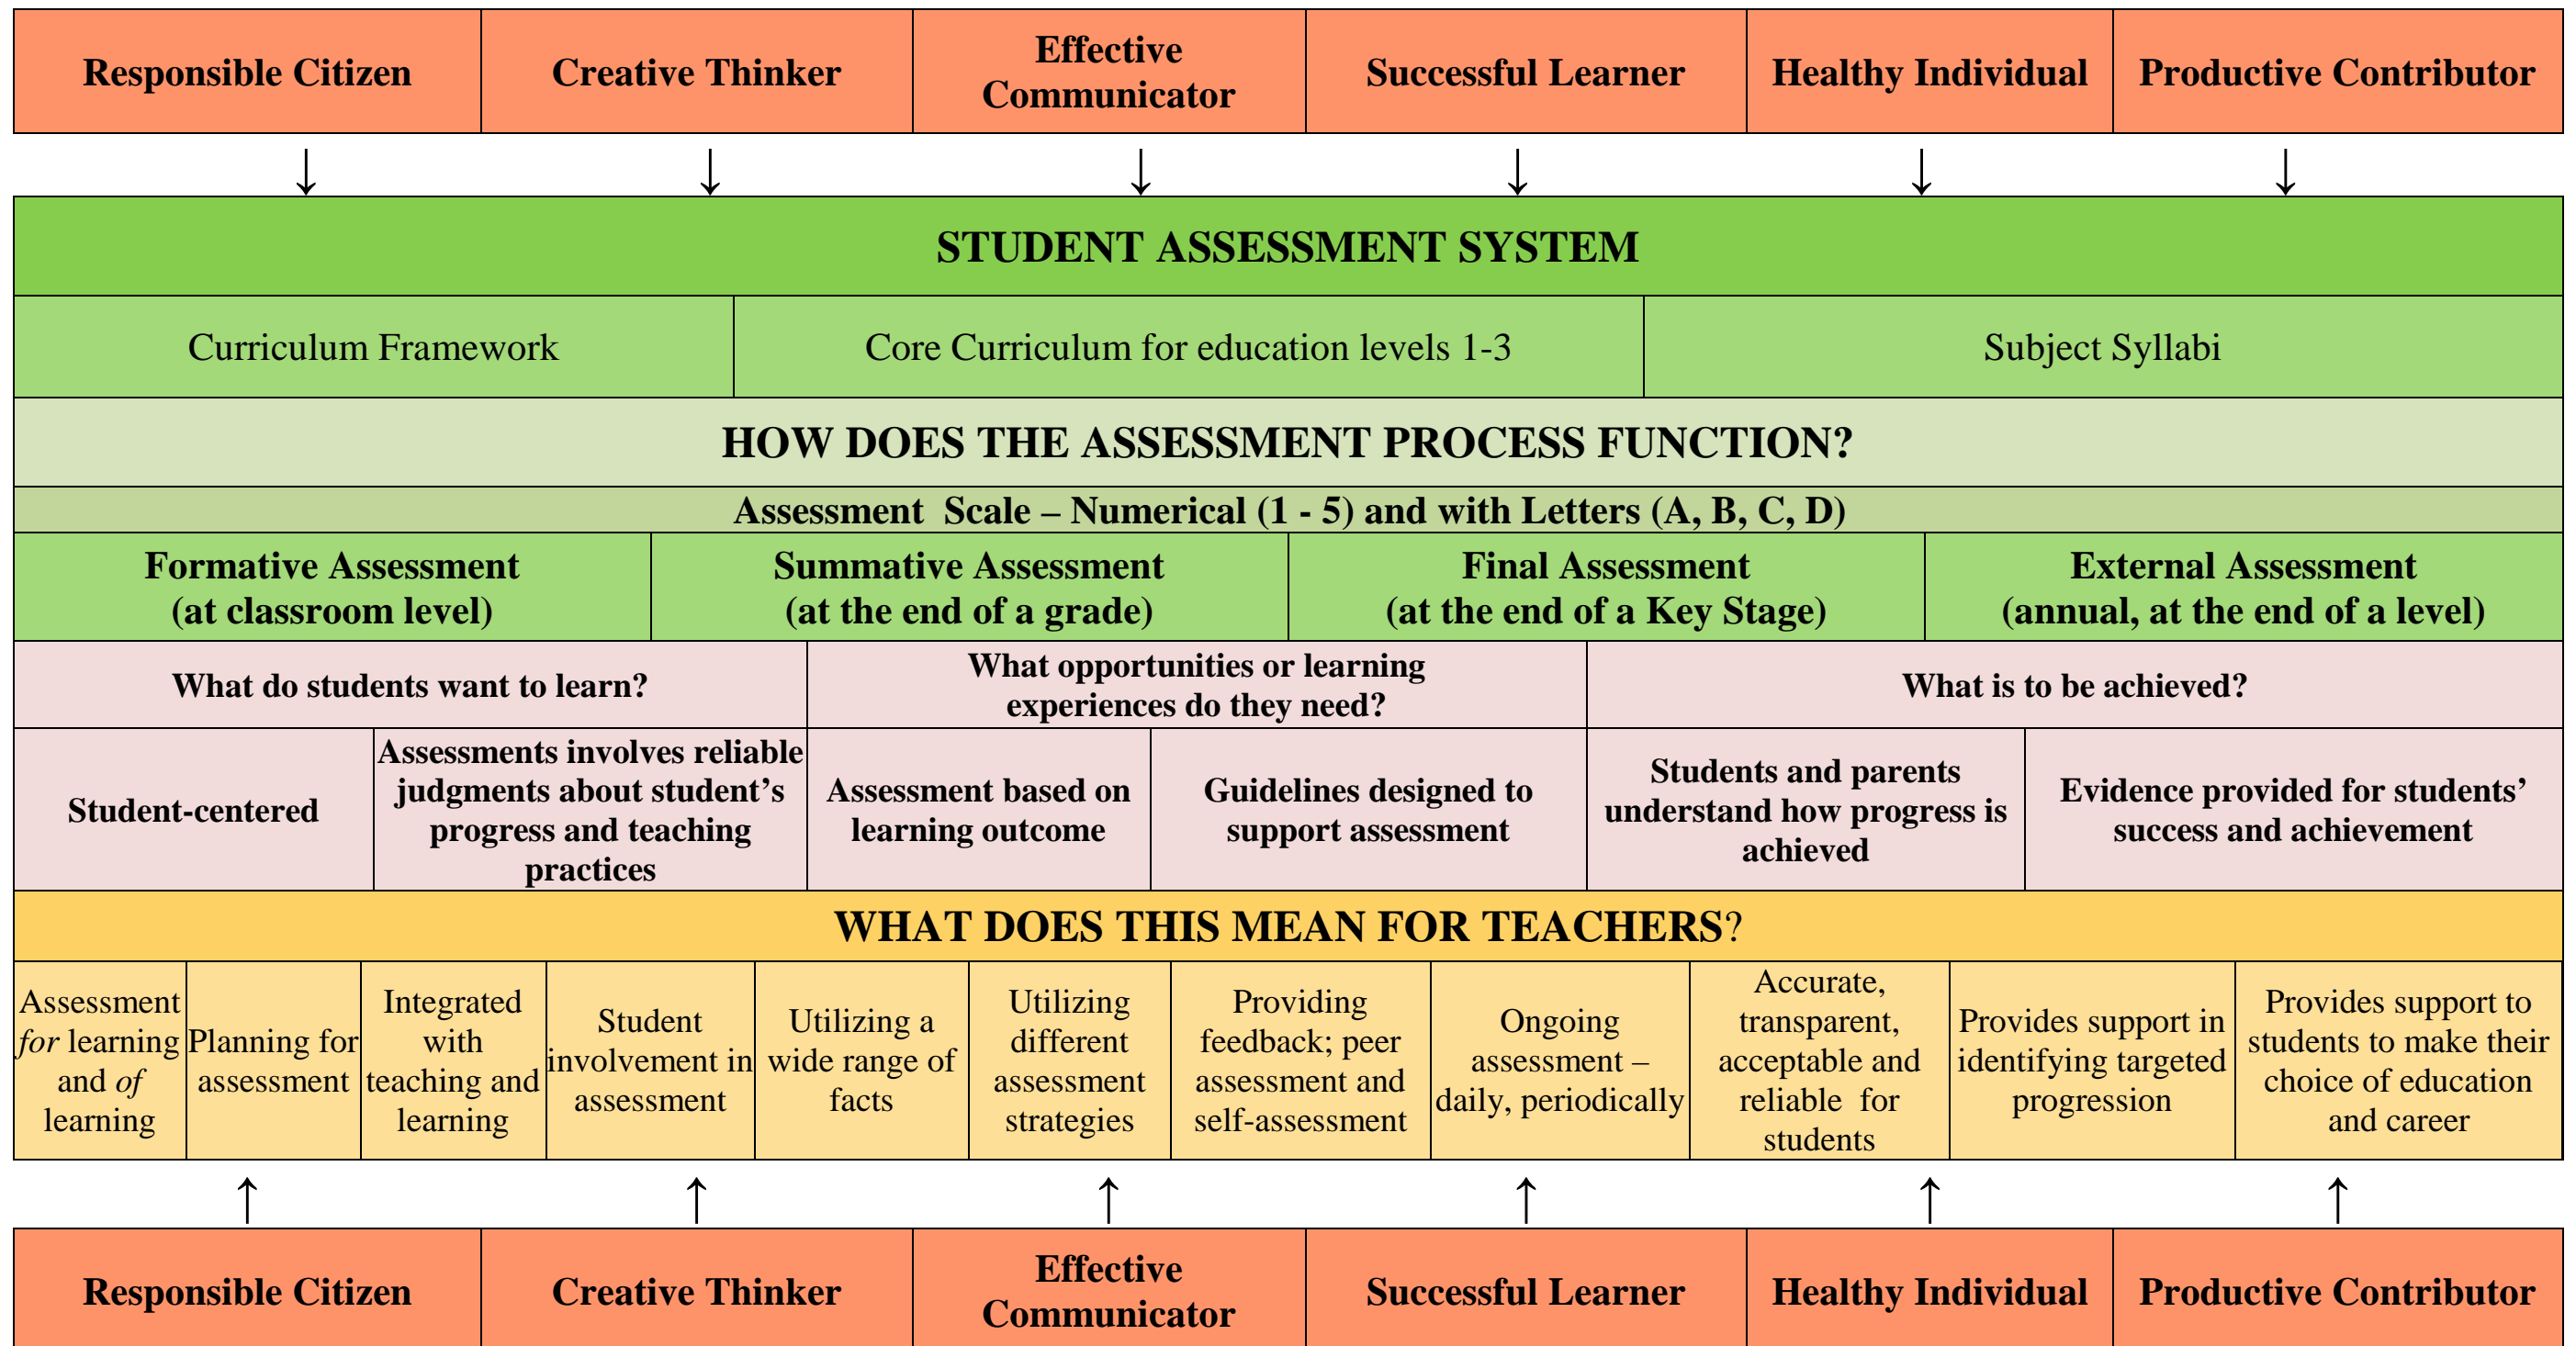 Responsible Citizen
Creative Thinker
Effective
Communicator
Successful Learner
Healthy Individual
Productive Contributor
STUDENT ASSESSMENT SYSTEM
Curriculum Framework
Core Curriculum for education levels 1-3
Subject Syllabi
HOW DOES THE ASSESSMENT PROCESS FUNCTION?
Assessment Scale – Numerical (1 - 5) and with Letters (A, B, C, D)
Formative Assessment
(at classroom level)
Summative Assessment
(at the end of a grade)
Final Assessment
(at the end of a Key Stage)
External Assessment
(annual, at the end of a level)
What do students want to learn?
What opportunities or learning
experiences do they need?
What is to be achieved?
Student-centered
Assessments involves reliable
judgments about student’s
progress and teaching
practices
Assessment based on
learning outcome
Guidelines designed to
support assessment
Students and parents
understand how progress is
achieved
Evidence provided for students’
success and achievement
WHAT DOES THIS MEAN FOR TEACHERS?
Assessment
for learning
and of
learning
Planning for
assessment
Integrated
with
teaching and
learning
Student
involvement in
assessment
Utilizing a
wide range of
facts
Utilizing
different
assessment
strategies
Providing
feedback; peer
assessment and
self-assessment
Ongoing
assessment –
daily, periodically
Accurate,
transparent,
acceptable and
reliable for
students
Provides support in
identifying targeted
progression
Provides support to
students to make their
choice of education
and career
Responsible Citizen
Creative Thinker
Effective
Communicator
Successful Learner
Healthy Individual
Productive Contributor